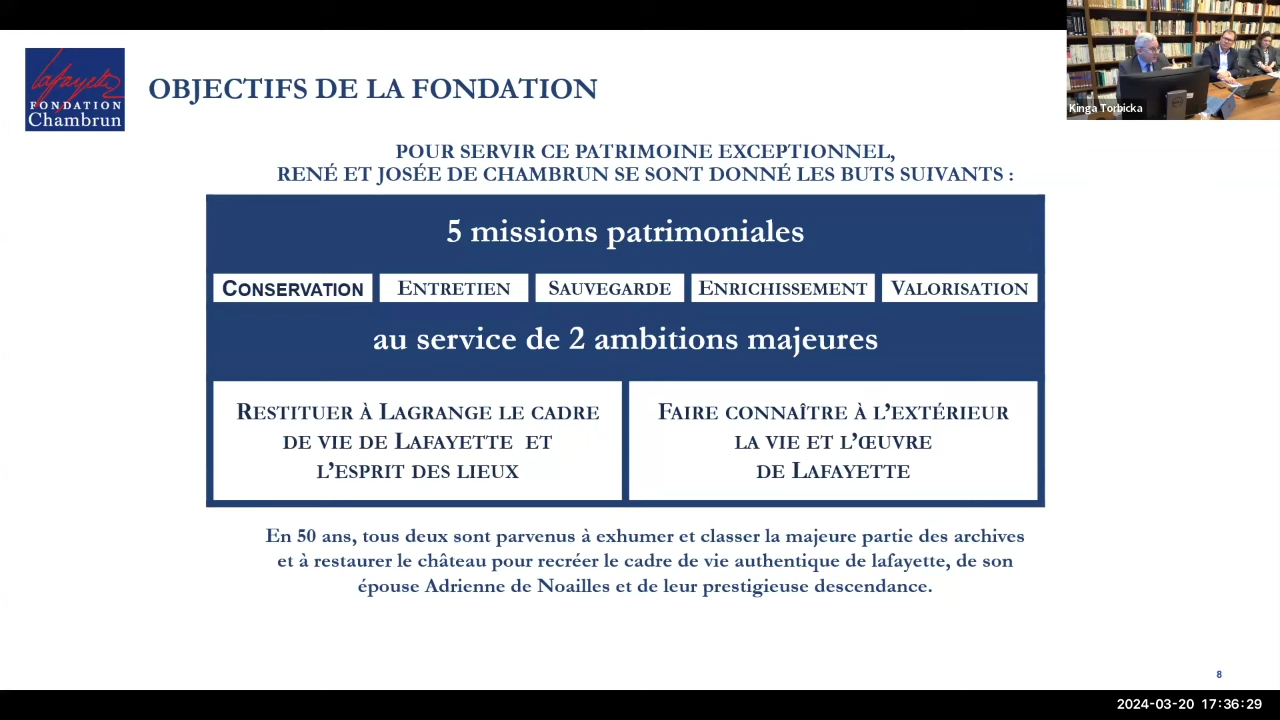 Lafayette
FONDATION
Chambrun
OBJECTIFS DE LA FONDATION
Kinga Torbicka
POUR SERVIR CE PATRIMOINE EXCEPTIONNEL,
RENÉ ET JOSÉE DE CHAMBRUN SE SONT DONNÉ LES BUTS SUIVANTS :
5 missions patrimoniales
CONSERVATION
ENTRETIEN
SAUVEGARDE
ENRICHISSEMENT
VALORISATION
au service de 2 ambitions majeures
RESTITUER À LAGRANGE LE CADRE
DE VIE DE LAFAYETTE ET
L'ESPRIT DES LIEUX
FAIRE CONNAÎTRE À L'EXTÉRIEUR
LA VIE ET L'ŒUVRE
DE LAFAYETTE
En 50 ans, tous deux sont parvenus à exhumer et classer la majeure partie des archives
et à restaurer le château pour recréer le cadre de vie authentique de lafayette, de son
épouse Adrienne de Noailles et de leur prestigieuse descendance.
8
2024-03-20 17:36:29